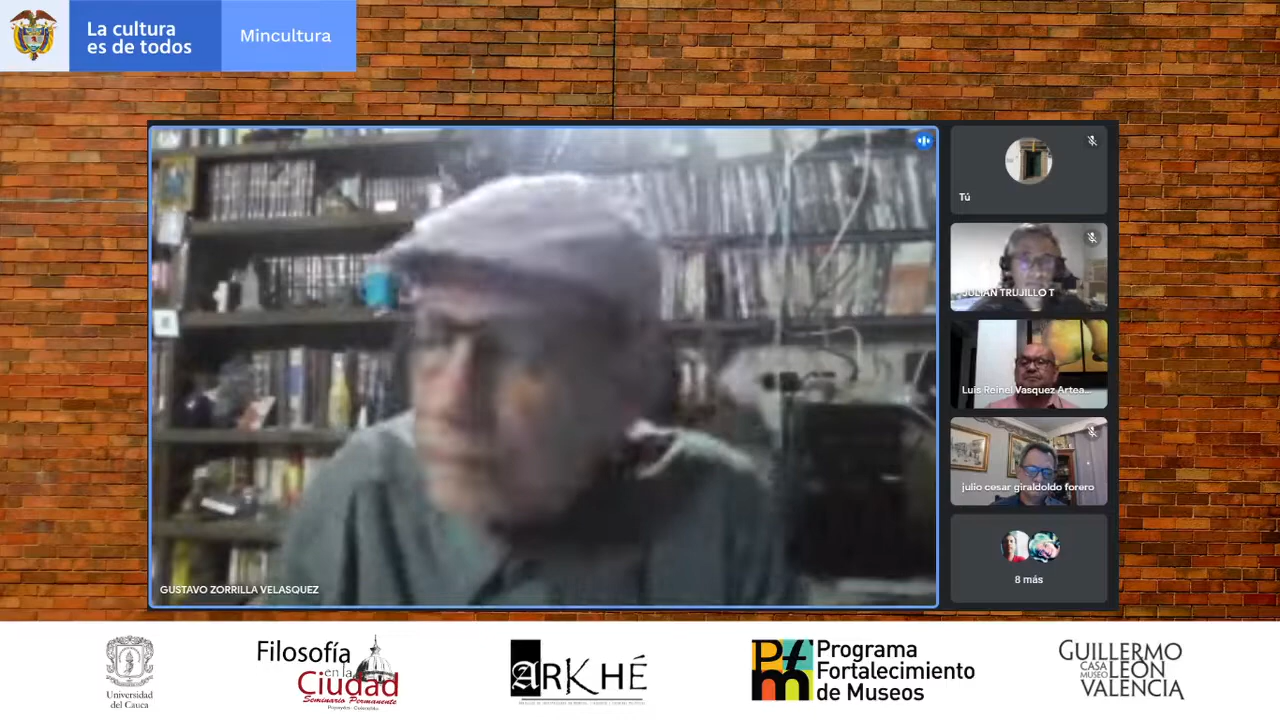 La cultura
es de todos
Mincultura
Tú
JULIAN TRUJILLO T
Luis Reinel Vasquez Artea...
julio cesar giraldoldo forero
8 más
GUSTAVO ZORRILLA VELASQUEZ
Universidad
del Cauca
Filosofía
en la
Ciudad
Seminario Permanente
ARKHÉ
Pfm
Programa
Fortalecimiento
de Museos
GUILLERMO
CASA MUSEO LEÓN
VALENCIA